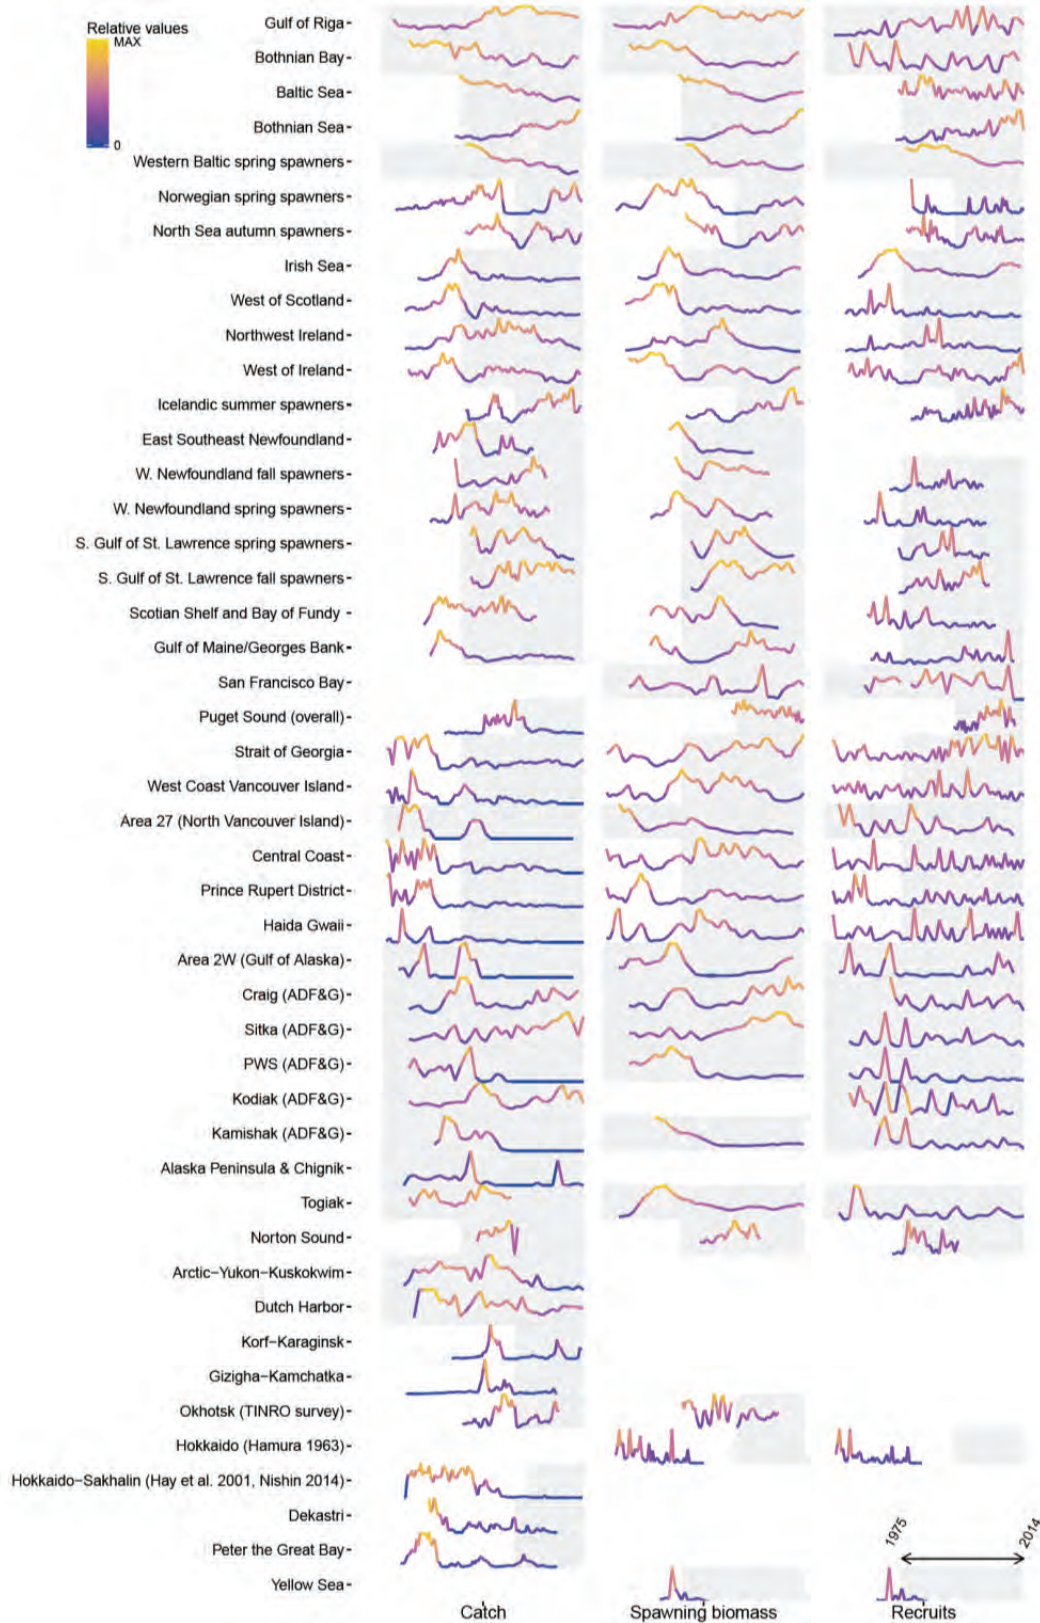 Relative values
MAX
0
Gulf of Riga
Bothnian Bay
Baltic Sea
Bothnian Sea
Western Baltic spring spawners
Norwegian spring spawners
North Sea autumn spawners
Irish Sea
West of Scotland
Northwest Ireland
West of Ireland
Icelandic summer spawners
East Southeast Newfoundland
W. Newfoundland fall spawners
W. Newfoundland spring spawners
S. Gulf of St. Lawrence spring spawners
S. Gulf of St. Lawrence fall spawners
Scotian Shelf and Bay of Fundy
Gulf of Maine/Georges Bank
San Francisco Bay
Puget Sound (overall)
Strait of Georgia
West Coast Vancouver Island
Area 27 (North Vancouver Island)
Central Coast
Prince Rupert District
Haida Gwaii
Area 2W (Gulf of Alaska)
Craig (ADF&G)
Sitka (ADF&G)
PWS (ADF&G)
Kodiak (ADF&G)
Kamishak (ADF&G)
Alaska Peninsula & Chignik
Togiak
Norton Sound
Arctic−Yukon−Kuskokwim
Dutch Harbor
Korf−Karaginsk
Gizigha−Kamchatka
Okhotsk (TINRO survey)
Hokkaido (Hamura 1963)
Hokkaido−Sakhalin (Hay et al. 2001, Nishin 2014)
Dekastri
Peter the Great Bay
Yellow Sea
1975
2014
Catch
Spawning biomass
Recruits